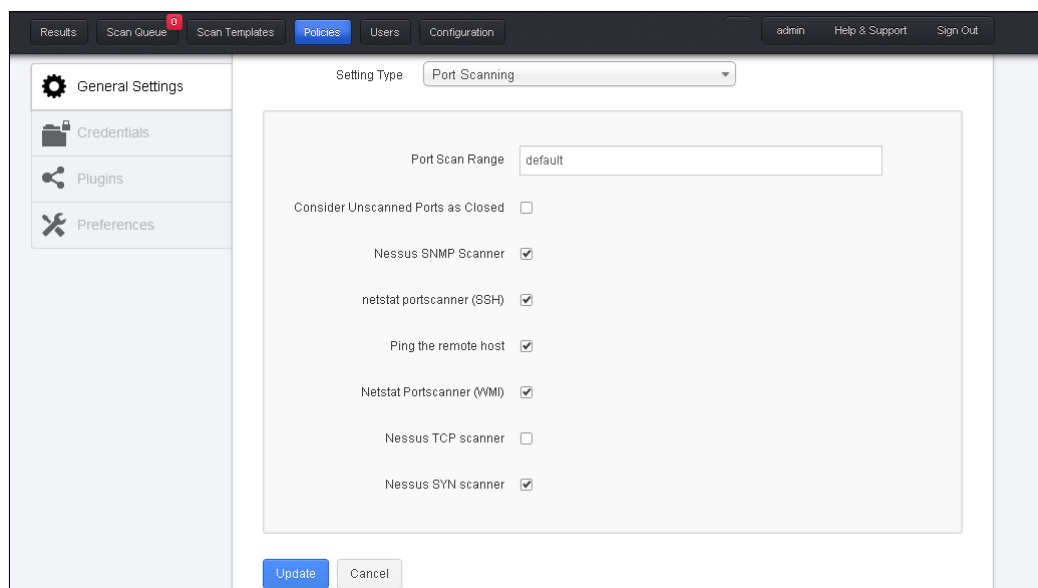 0
Results Scan Queue Scan Templates Policies Users Configuration admin Help & Support Sign Out
General Settings
Credentials
Plugins
Preferences
Setting Type Port Scanning
Port Scan Range default
Consider Unscanned Ports as Closed
Nessus SNMP Scanner
netstat portscanner (SSH)
Ping the remote host
Netstat Portscanner (WMI)
Nessus TCP scanner
Nessus SYN scanner
Update Cancel